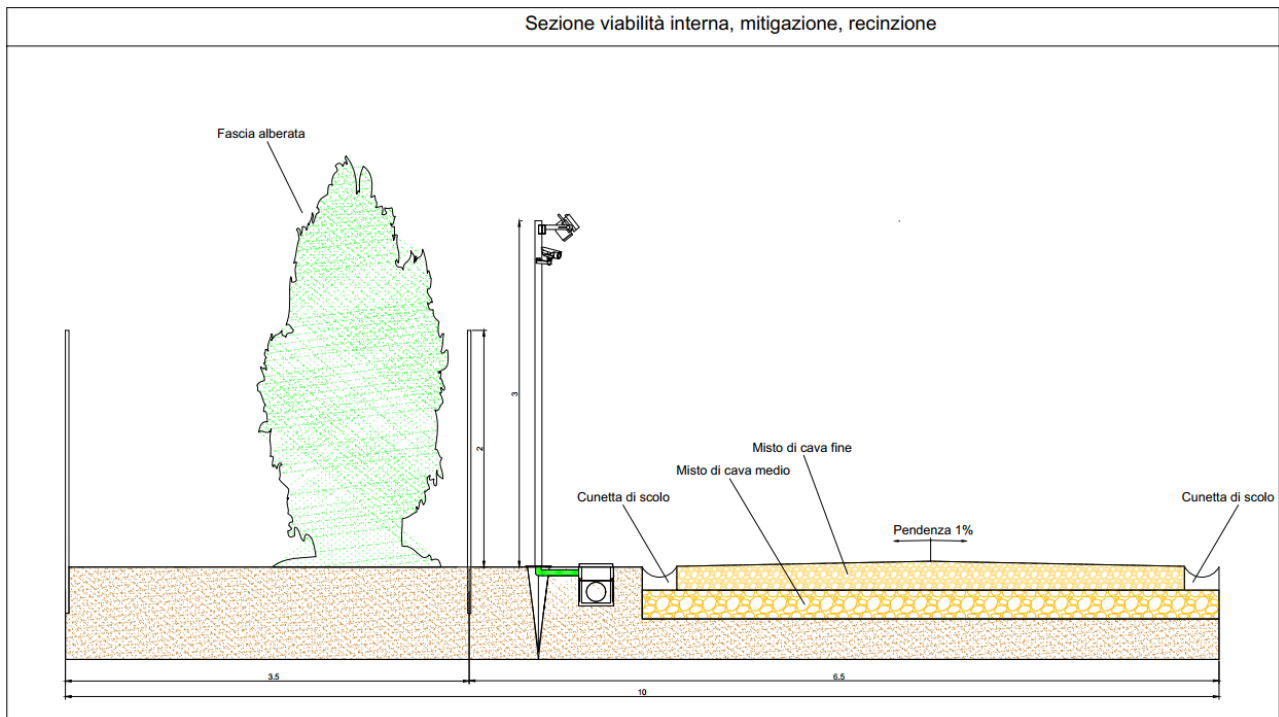 Sezione viabilità interna, mitigazione, recinzione
Fascia alberata
3
2
Misto di cava fine
Misto di cava medio
Cunetta di scolo
Cunetta di scolo
Pendenza 1%
3.5
6.5
10